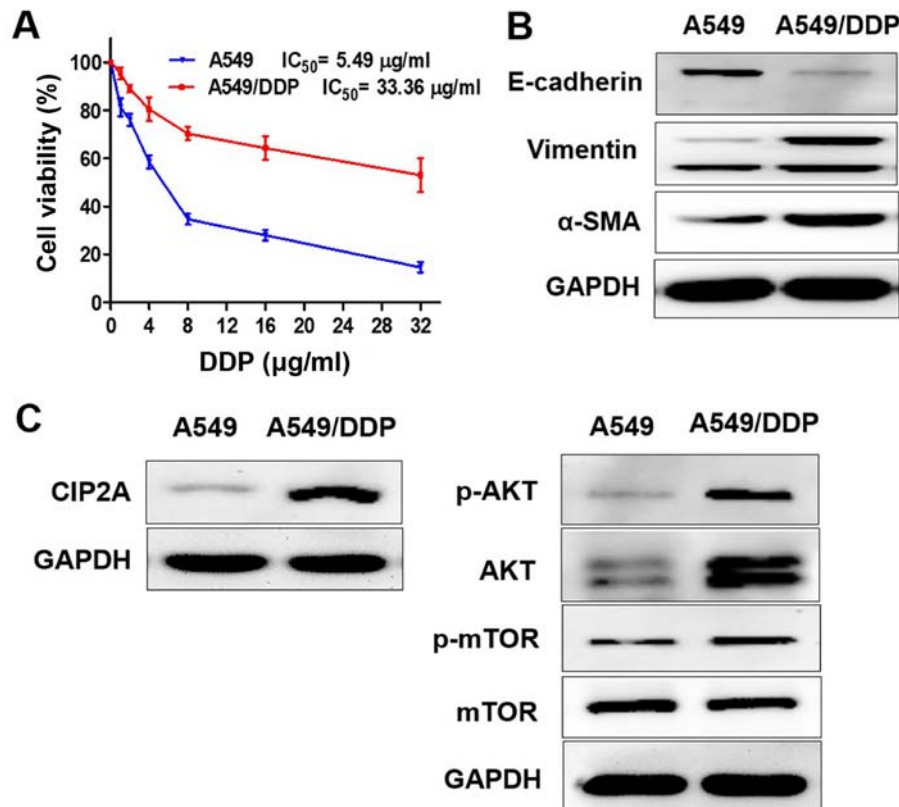 A
A549 IC50= 5.49 µg/ml
A549/DDP IC50= 33.36 µg/ml
Cell viability (%)
100
80
60
40
20
0
0 4 8 12 16 20 24 28 32
DDP (µg/ml)
B
A549 A549/DDP
E-cadherin
Vimentin
α-SMA
GAPDH
C
A549 A549/DDP
CIP2A
GAPDH
A549 A549/DDP
p-AKT
AKT
p-mTOR
mTOR
GAPDH